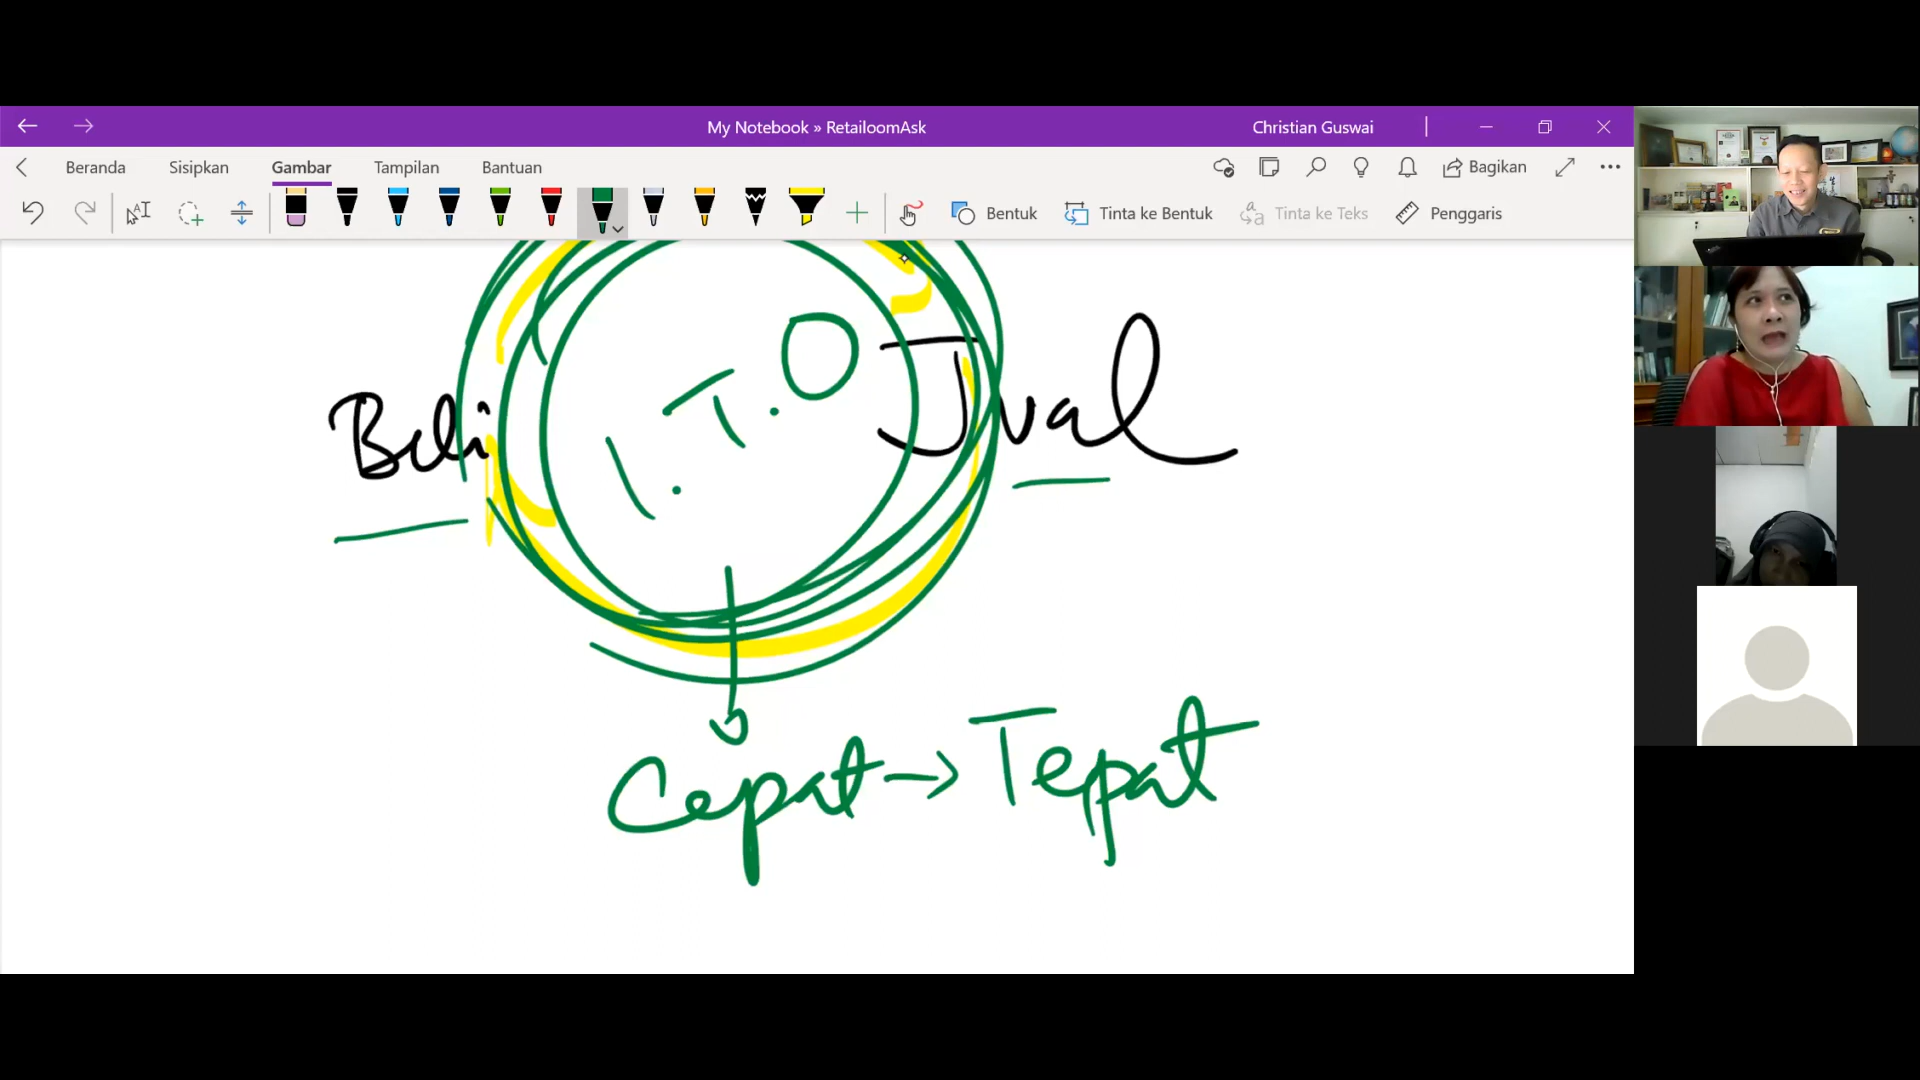 My Notebook » RetailoomAsk
Christian Guswai
Beranda Sisipkan Gambar Tampilan Bantuan
Bagikan
Bentuk Tinta ke Bentuk Tinta ke Teks Penggaris
Beli I.T.O Jual
Cepat → Tepat